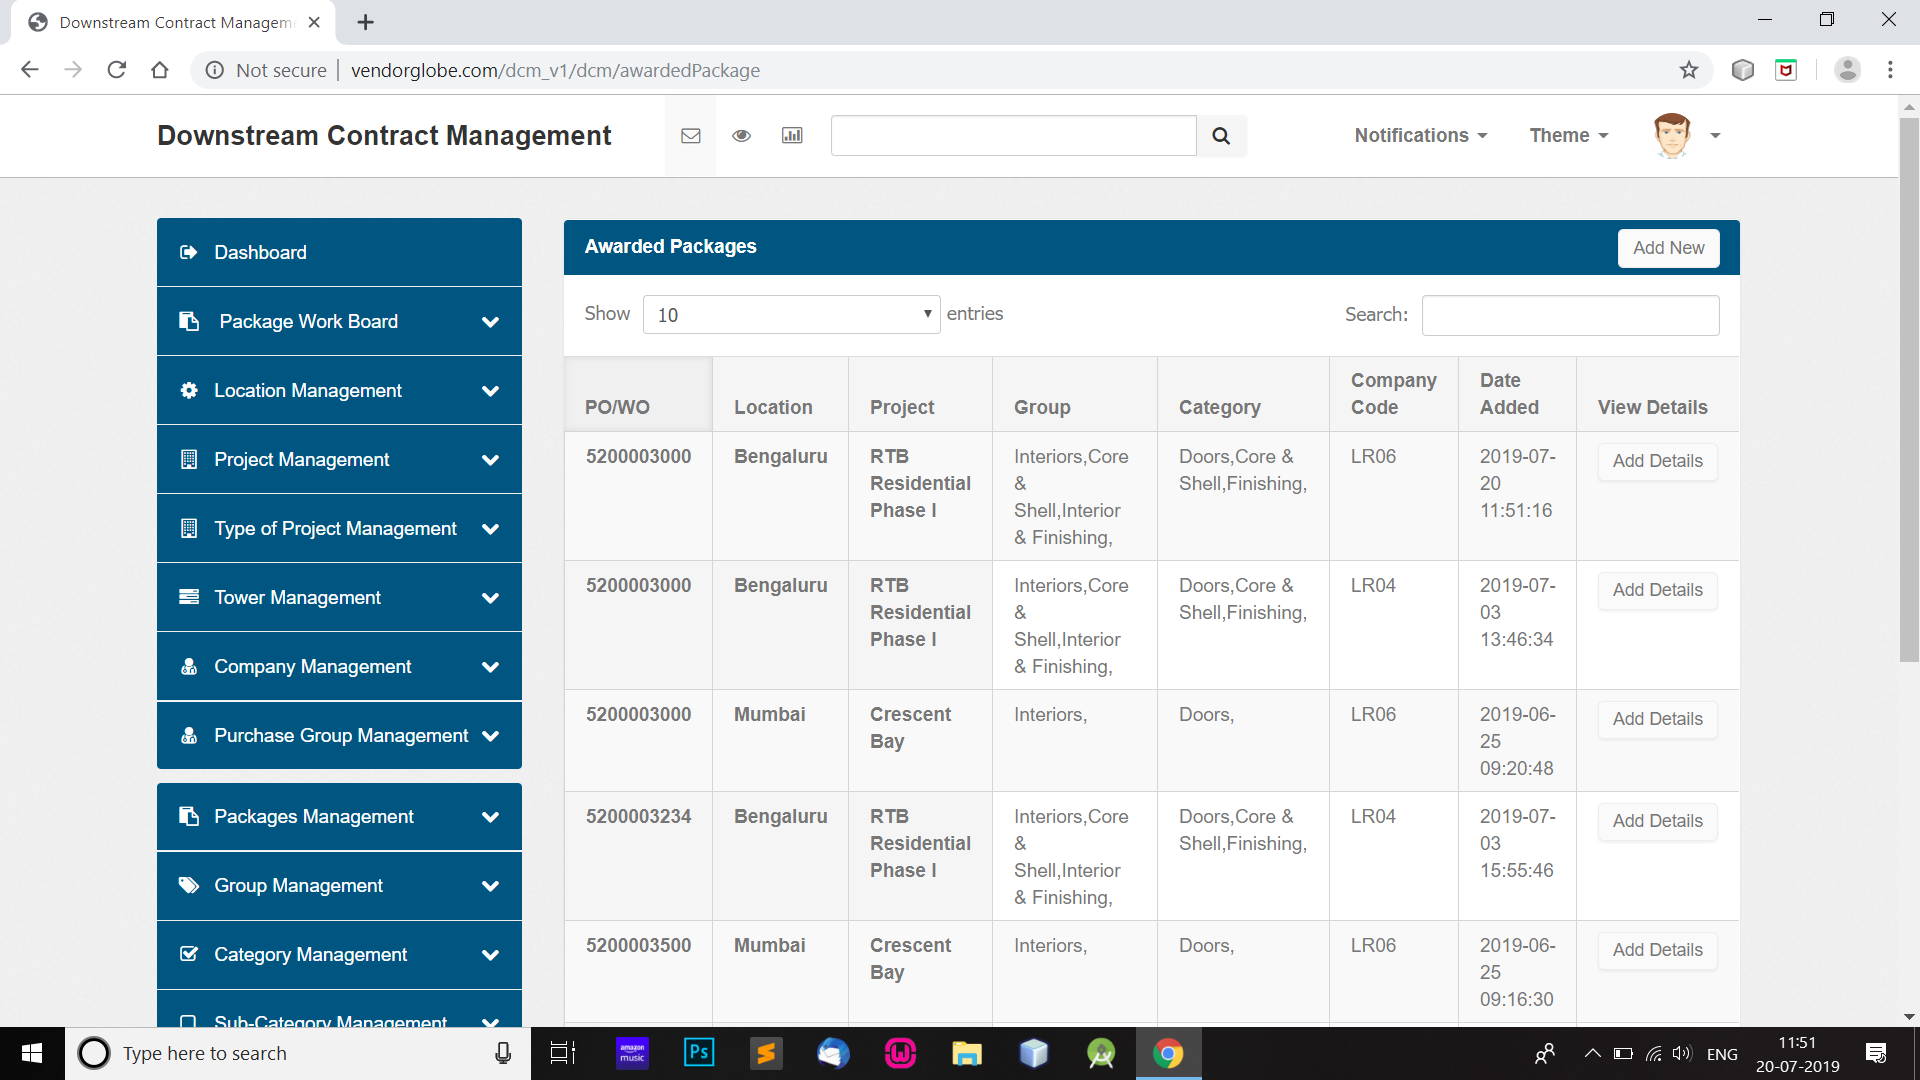 Downstream Contract Managem
Not secure | vendorglobe.com/dcm_v1/dcm/awardedPackage
Downstream Contract Management
Notifications
Theme
Dashboard
Package Work Board
Location Management
Project Management
Type of Project Management
Tower Management
Company Management
Purchase Group Management
Packages Management
Group Management
Category Management
Sub-Category Management
Awarded Packages
Add New
Show 10 entries
Search:
PO/WO Location Project Group Category Company Code Date Added View Details
5200003000 Bengaluru RTB Residential Phase I Interiors,Core & Shell,Interior & Finishing, Doors,Core & Shell,Finishing, LR06 2019-07-20 11:51:16 Add Details
5200003000 Bengaluru RTB Residential Phase I Interiors,Core & Shell,Interior & Finishing, Doors,Core & Shell,Finishing, LR04 2019-07-03 13:46:34 Add Details
5200003000 Mumbai Crescent Bay Interiors, Doors, LR06 2019-06-25 09:20:48 Add Details
5200003234 Bengaluru RTB Residential Phase I Interiors,Core & Shell,Interior & Finishing, Doors,Core & Shell,Finishing, LR04 2019-07-03 15:55:46 Add Details
5200003500 Mumbai Crescent Bay Interiors, Doors, LR06 2019-06-25 09:16:30 Add Details
Type here to search
amazon music
Ps
ENG
11:51
20-07-2019